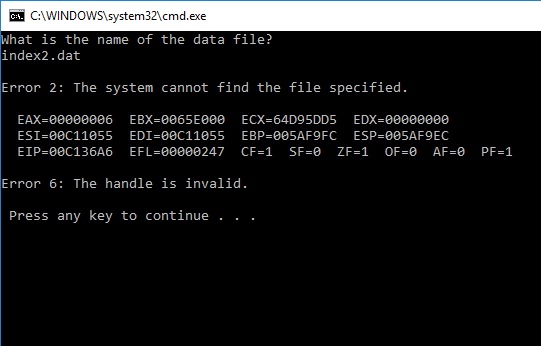 C:\WINDOWS\system32\cmd.exe
What is the name of the data file?
index2.dat
Error 2: The system cannot find the file specified.
EAX=00000006 EBX=0065E000 ECX=64D95DD5 EDX=00000000
ESI=00C11055 EDI=00C11055 EBP=005AF9FC ESP=005AF9EC
EIP=00C136A6 EFL=00000247 CF=1 SF=0 ZF=1 OF=0 AF=0 PF=1
Error 6: The handle is invalid.
Press any key to continue . . .